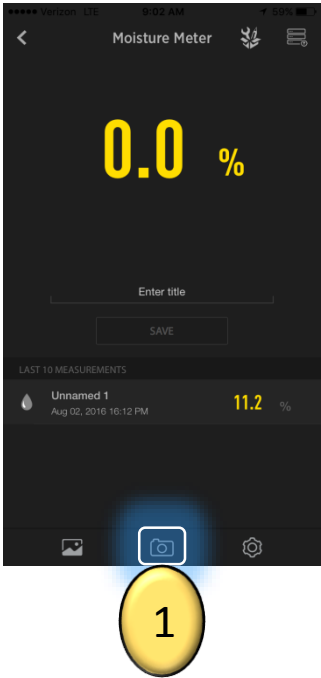 Verizon LTE 9:02 AM 59%
Moisture Meter
0.0 %
Enter title
SAVE
LAST 10 MEASUREMENTS
Unnamed 1
Aug 02, 2016 16:12 PM
11.2 %
1